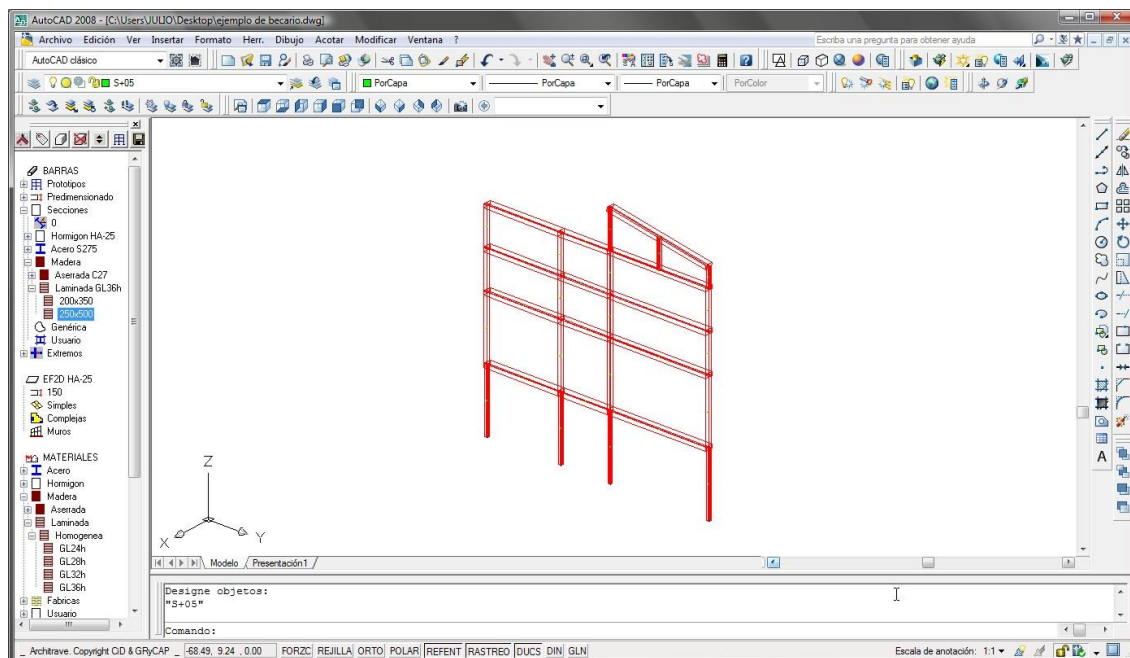 AutoCAD 2008 - [C:\Users\JULIO\Desktop\ejemplo de becario.dwg]
Archivo Edición Ver Insertar Formato Herr. Dibujo Acotar Modificar Ventana ?
Escriba una pregunta para obtener ayuda
AutoCAD clásico
S+05
PorCapa
PorCapa
PorCapa
PorColor
BARRAS
Prototipos
Predimensionado
Secciones
0
Hormigon HA-25
Acero S275
Madera
Aserrada C27
Laminada GL36h
200x350
250x500
Genérica
Usuario
Extremos
EF2D HA-25
150
Simples
Complejas
Muros
MATERIALES
Acero
Hormigon
Madera
Aserrada
Laminada
Homogenea
GL24h
GL28h
GL32h
GL36h
Fabricas
Usuario
Z
X
Y
Modelo
Presentación1
Designe objetos:
"S+05"
Comando:
_ Architrave. Copyright CiD & GRyCAP _ -68.49, 9.24 , 0.00 FORZC REJILLA ORTO POLAR REFENT RASTREO DUCS DIN GLN Escala de anotación: 1:1